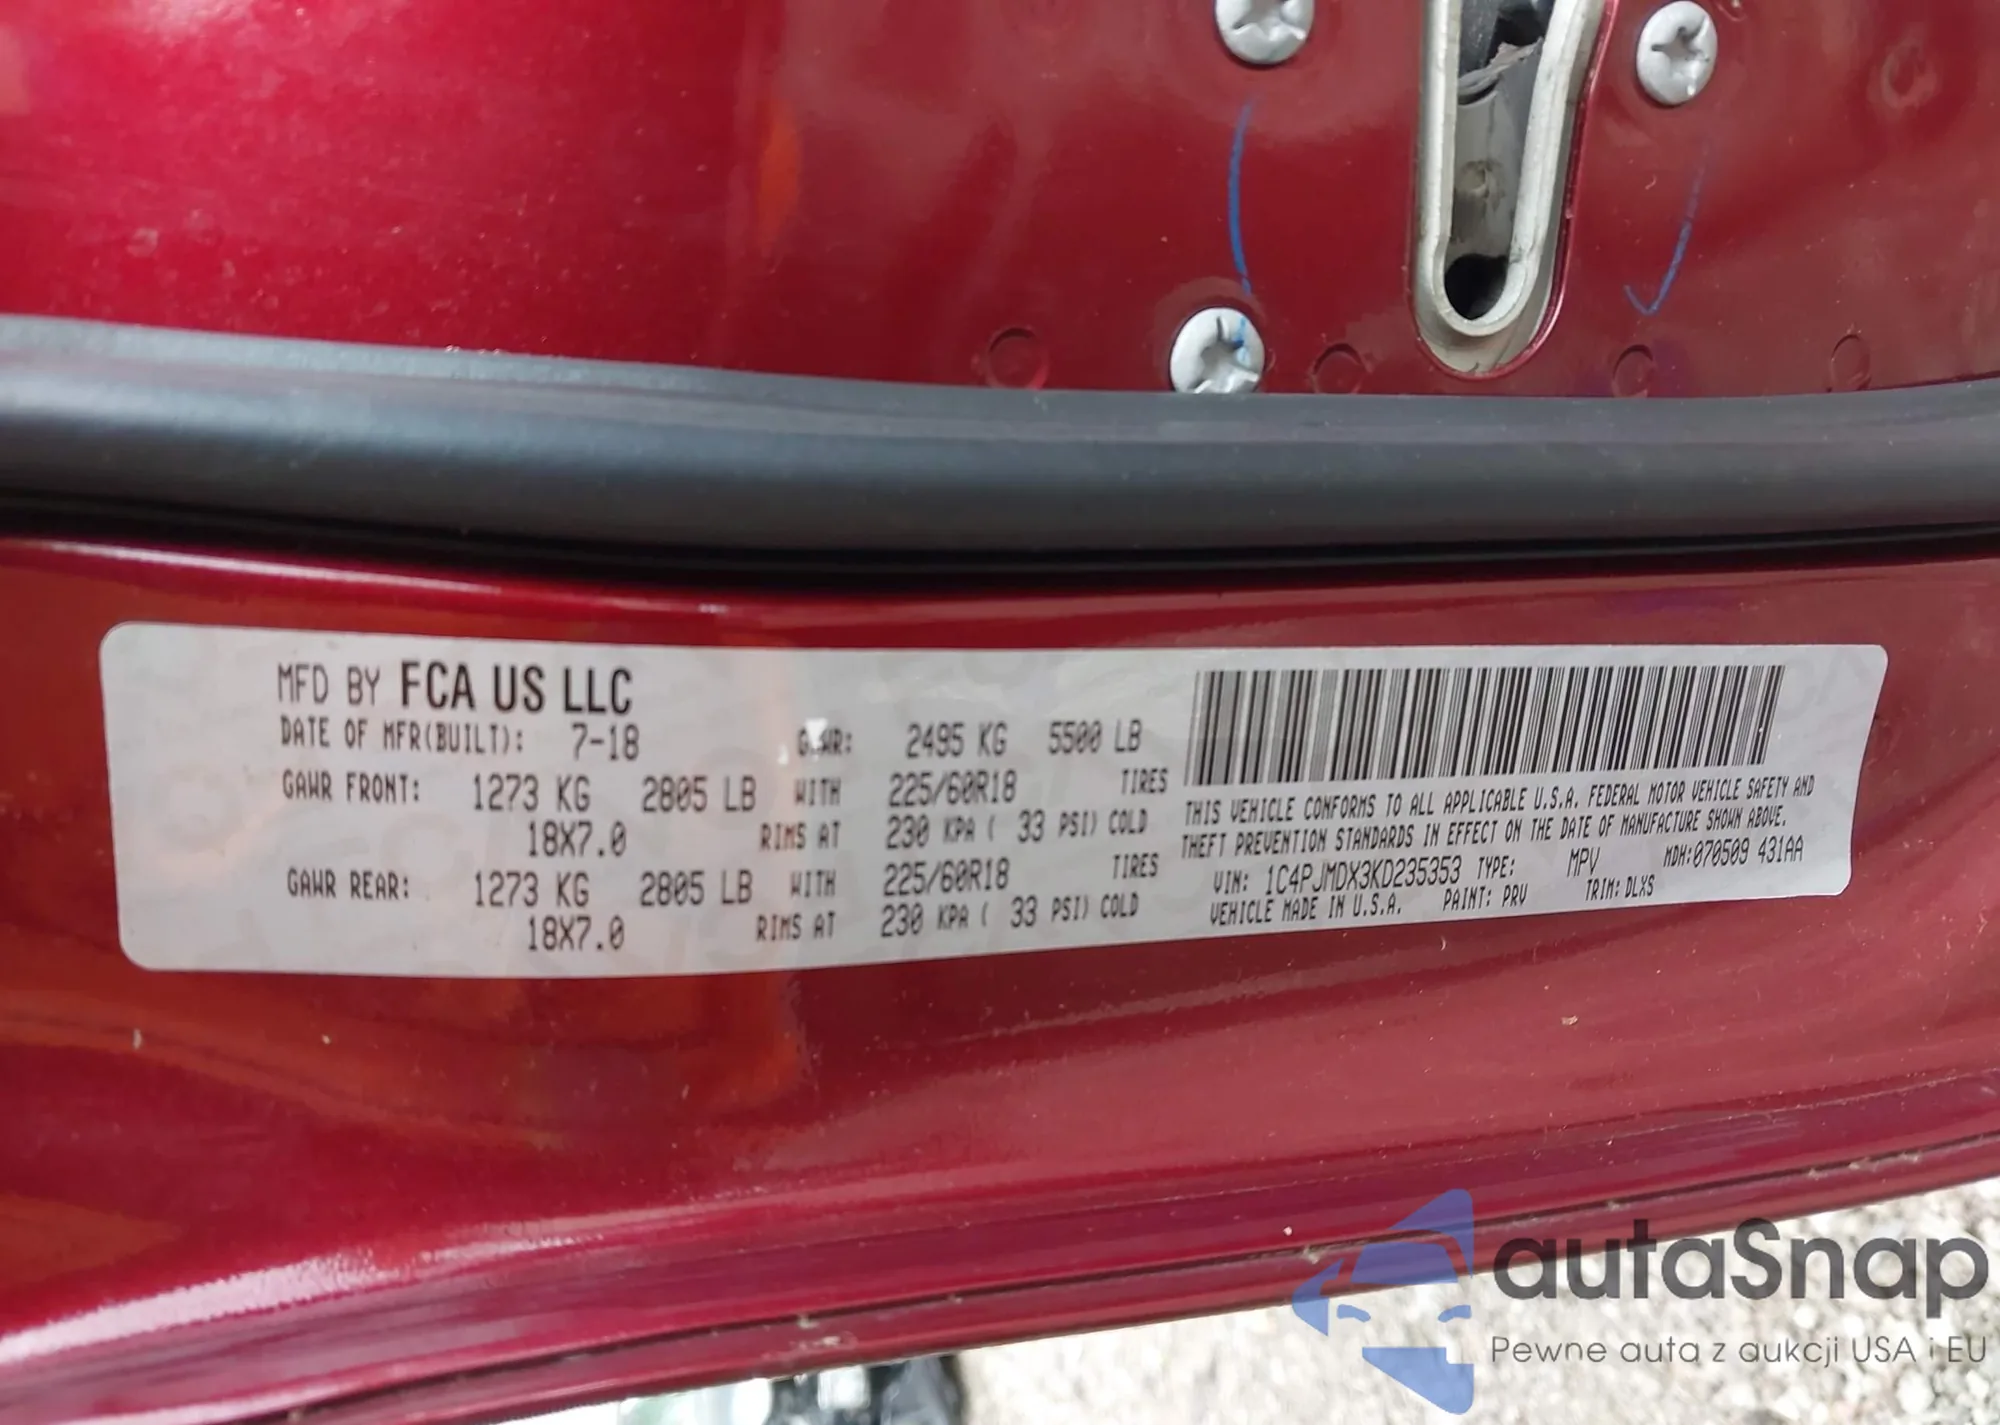 MFD BY FCA US LLC
DATE OF MFR(BUILT): 7-18 GVWR: 2495 KG 5500 LB
GAWR FRONT: 1273 KG 2805 LB WITH 225/60R18 TIRES
18X7.0 RIMS AT 230 KPA ( 33 PSI) COLD
GAWR REAR: 1273 KG 2805 LB WITH 225/60R18 TIRES
18X7.0 RIMS AT 230 KPA ( 33 PSI) COLD
THIS VEHICLE CONFORMS TO ALL APPLICABLE U.S.A. FEDERAL MOTOR VEHICLE SAFETY AND
THEFT PREVENTION STANDARDS IN EFFECT ON THE DATE OF MANUFACTURE SHOWN ABOVE.
VIN: 1C4PJMDX3KD235353 TYPE: MPV MDH:070509 431AA
VEHICLE MADE IN U.S.A. PAINT: PRV TRIM: DLXS
autaSnap
Pewne auta z aukcji USA i EU